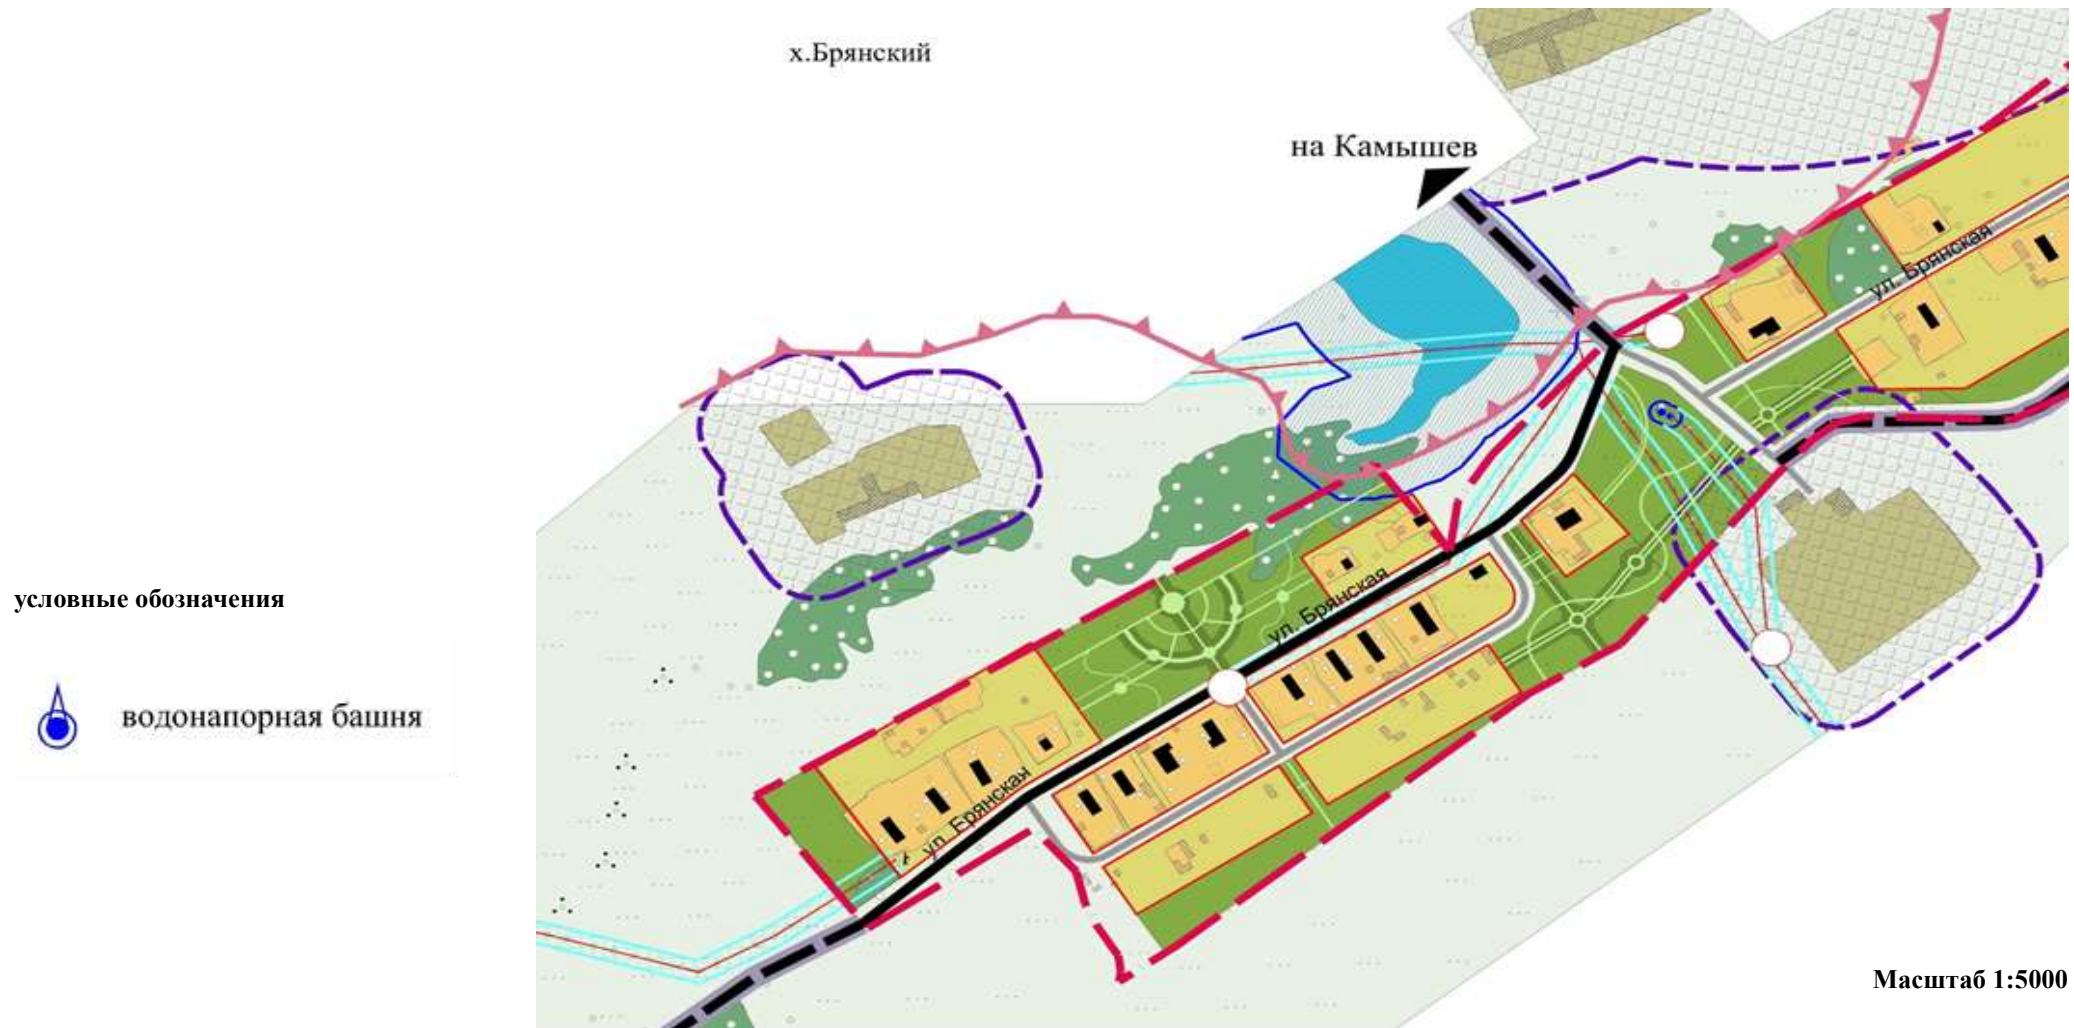 х.Брянский
на Камышев
ул. Брянская
ул. Брянская
условные обозначения
водонапорная башня
ул. Брянская
Масштаб 1:5000